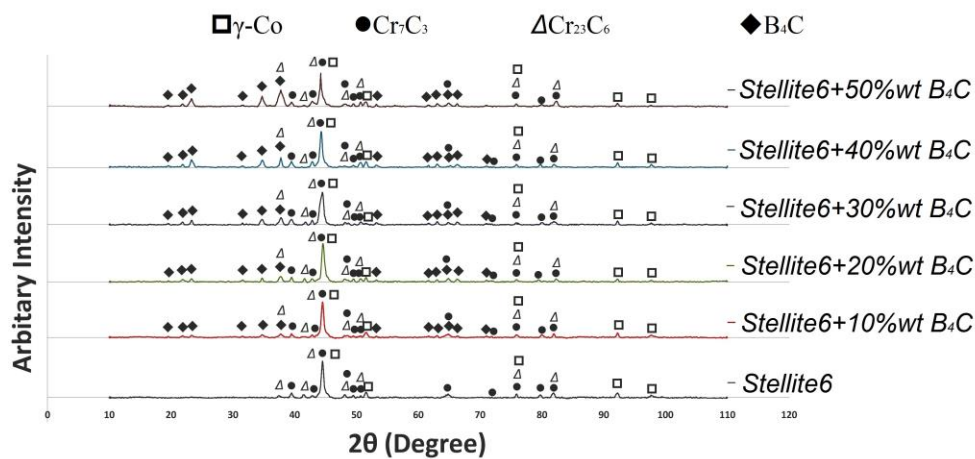 γ-Co Cr₇C₃ Cr₂₃C₆ B₄C
Stellite6+50%wt B₄C
Stellite6+40%wt B₄C
Stellite6+30%wt B₄C
Stellite6+20%wt B₄C
Stellite6+10%wt B₄C
Stellite6
Arbitary Intensity
0 10 20 30 40 50 60 70 80 90 100 110 120
2θ (Degree)